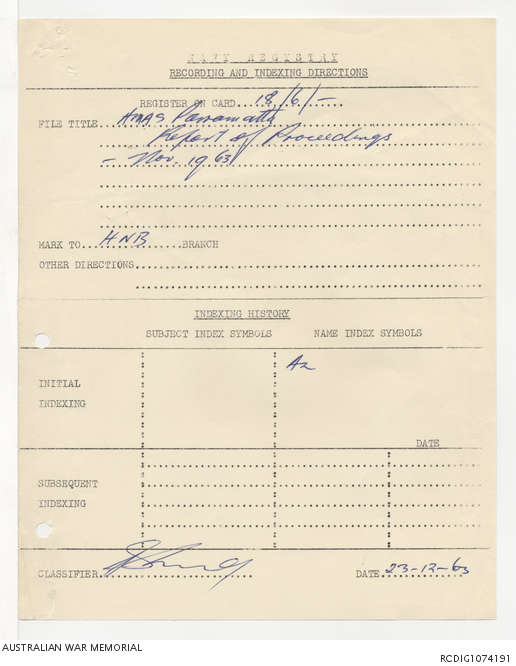 NAVY REGISTRY
RECORDING AND INDEXING DIRECTIONS
REGISTER ON CARD....18/6/-.....
FILE TITLE....HMAS Parramatta
Report of Proceedings
- Nov. 1963
MARK TO....HNB.......BRANCH
OTHER DIRECTIONS
INDEXING HISTORY
SUBJECT INDEX SYMBOLS NAME INDEX SYMBOLS
A2
INITIAL
INDEXING
DATE
SUBSEQUENT
INDEXING
CLASSIFIER
DATE 23-12-63
AUSTRALIAN WAR MEMORIAL
RCDIG1074191